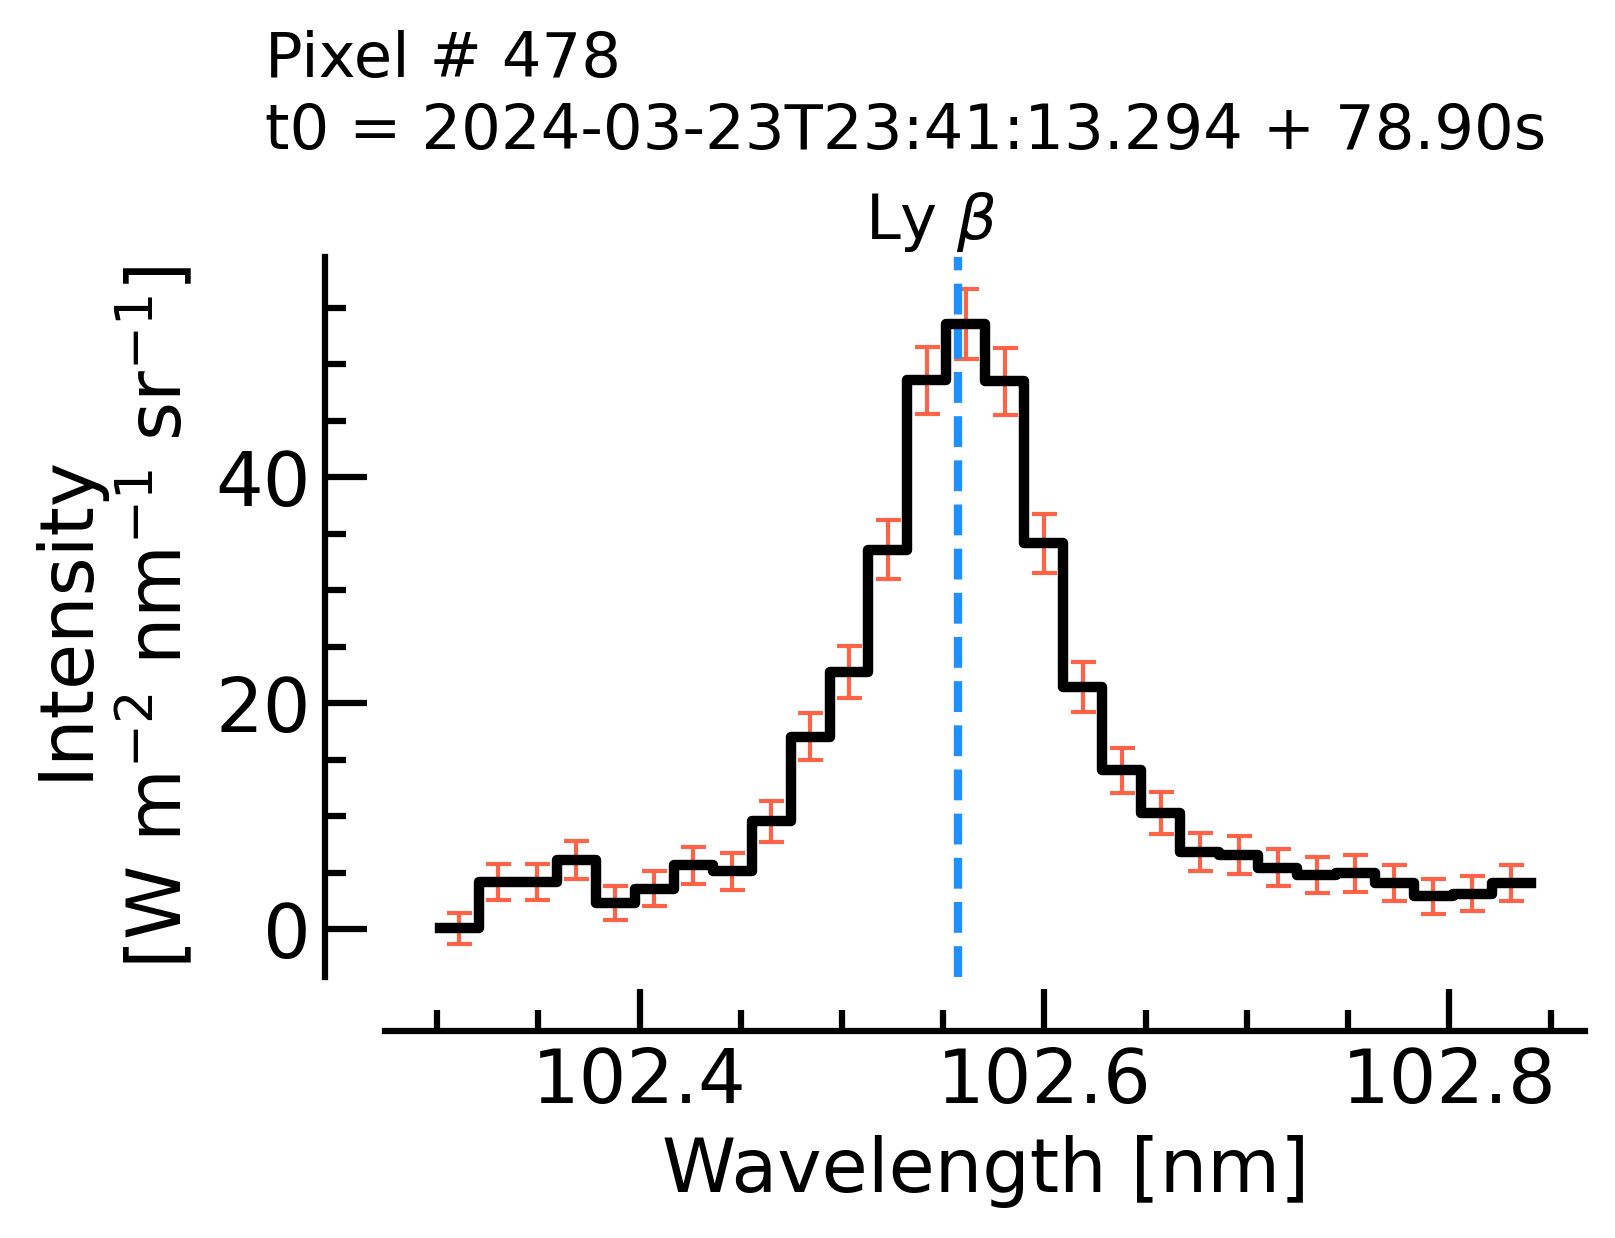 Pixel # 478
t0 = 2024-03-23T23:41:13.294 + 78.90s
Ly β
Intensity
[W m⁻² nm⁻¹ sr⁻¹]
40
20
0
102.4 102.6 102.8
Wavelength [nm]